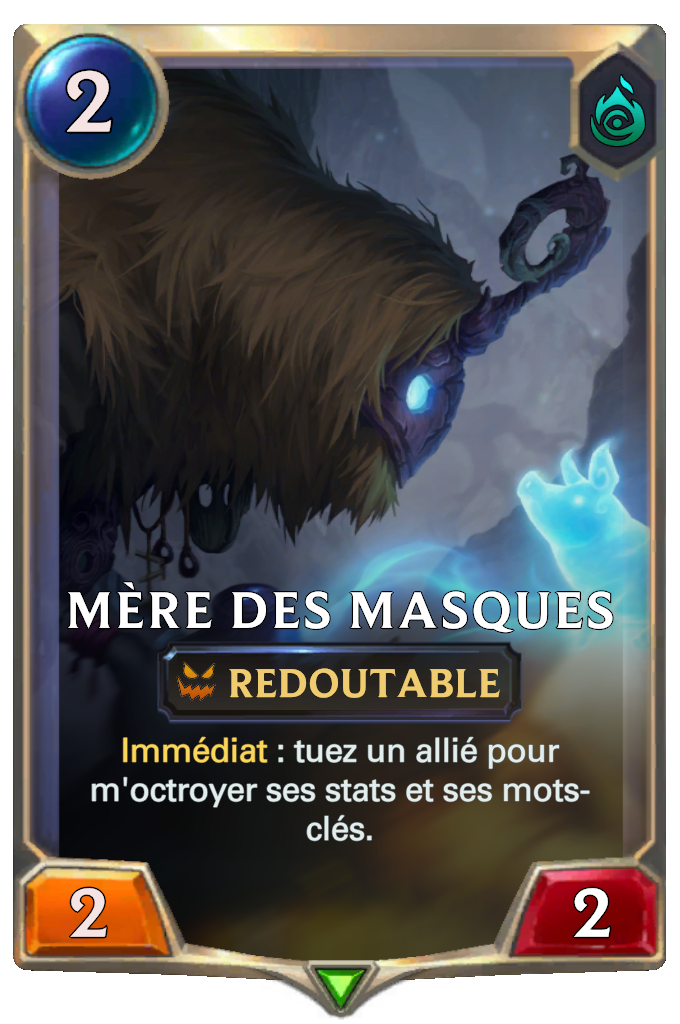 2
MÈRE DES MASQUES
REDOUTABLE
Immédiat : tuez un allié pour
m'octroyer ses stats et ses mots-
clés.
2 2